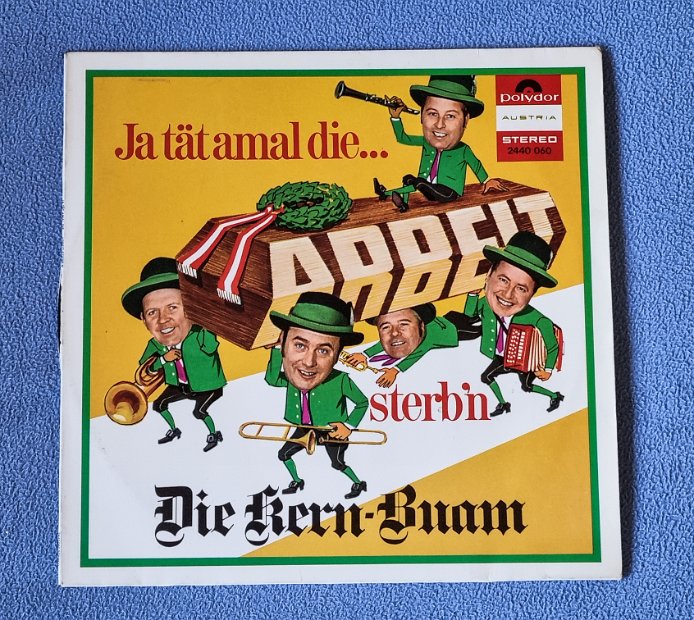 polydor
AUSTRIA
STEREO
2440 060
Ja tät amal die...
ARBEIT
sterb'n
Die Kern-Buam